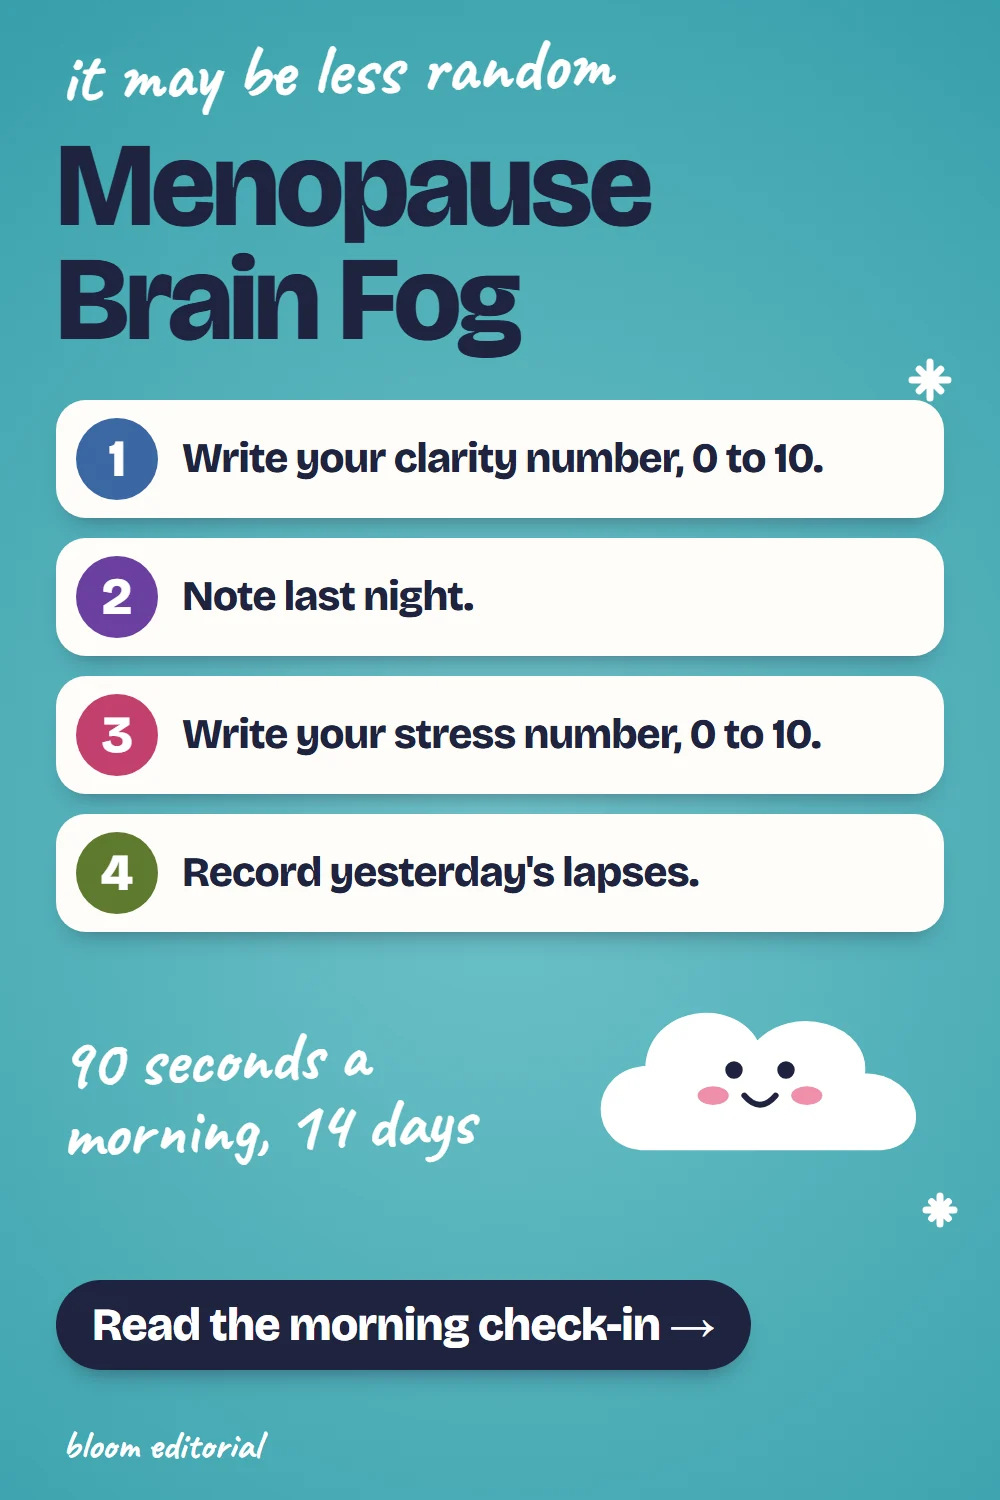 it may be less random
Menopause
Brain Fog
1 Write your clarity number, 0 to 10.
2 Note last night.
3 Write your stress number, 0 to 10.
4 Record yesterday's lapses.
90 seconds a
morning, 14 days
Read the morning check-in →
bloom editorial